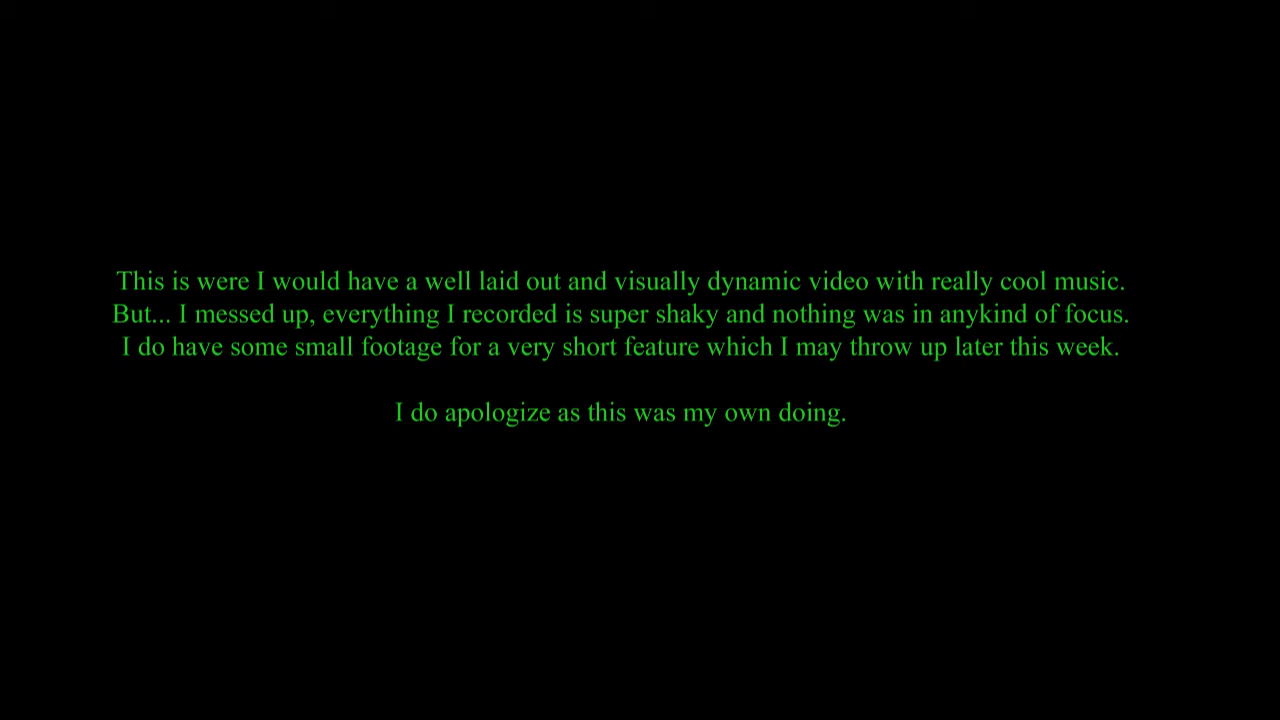 This is were I would have a well laid out and visually dynamic video with really cool music.
But... I messed up, everything I recorded is super shaky and nothing was in anykind of focus.
I do have some small footage for a very short feature which I may throw up later this week.
I do apologize as this was my own doing.